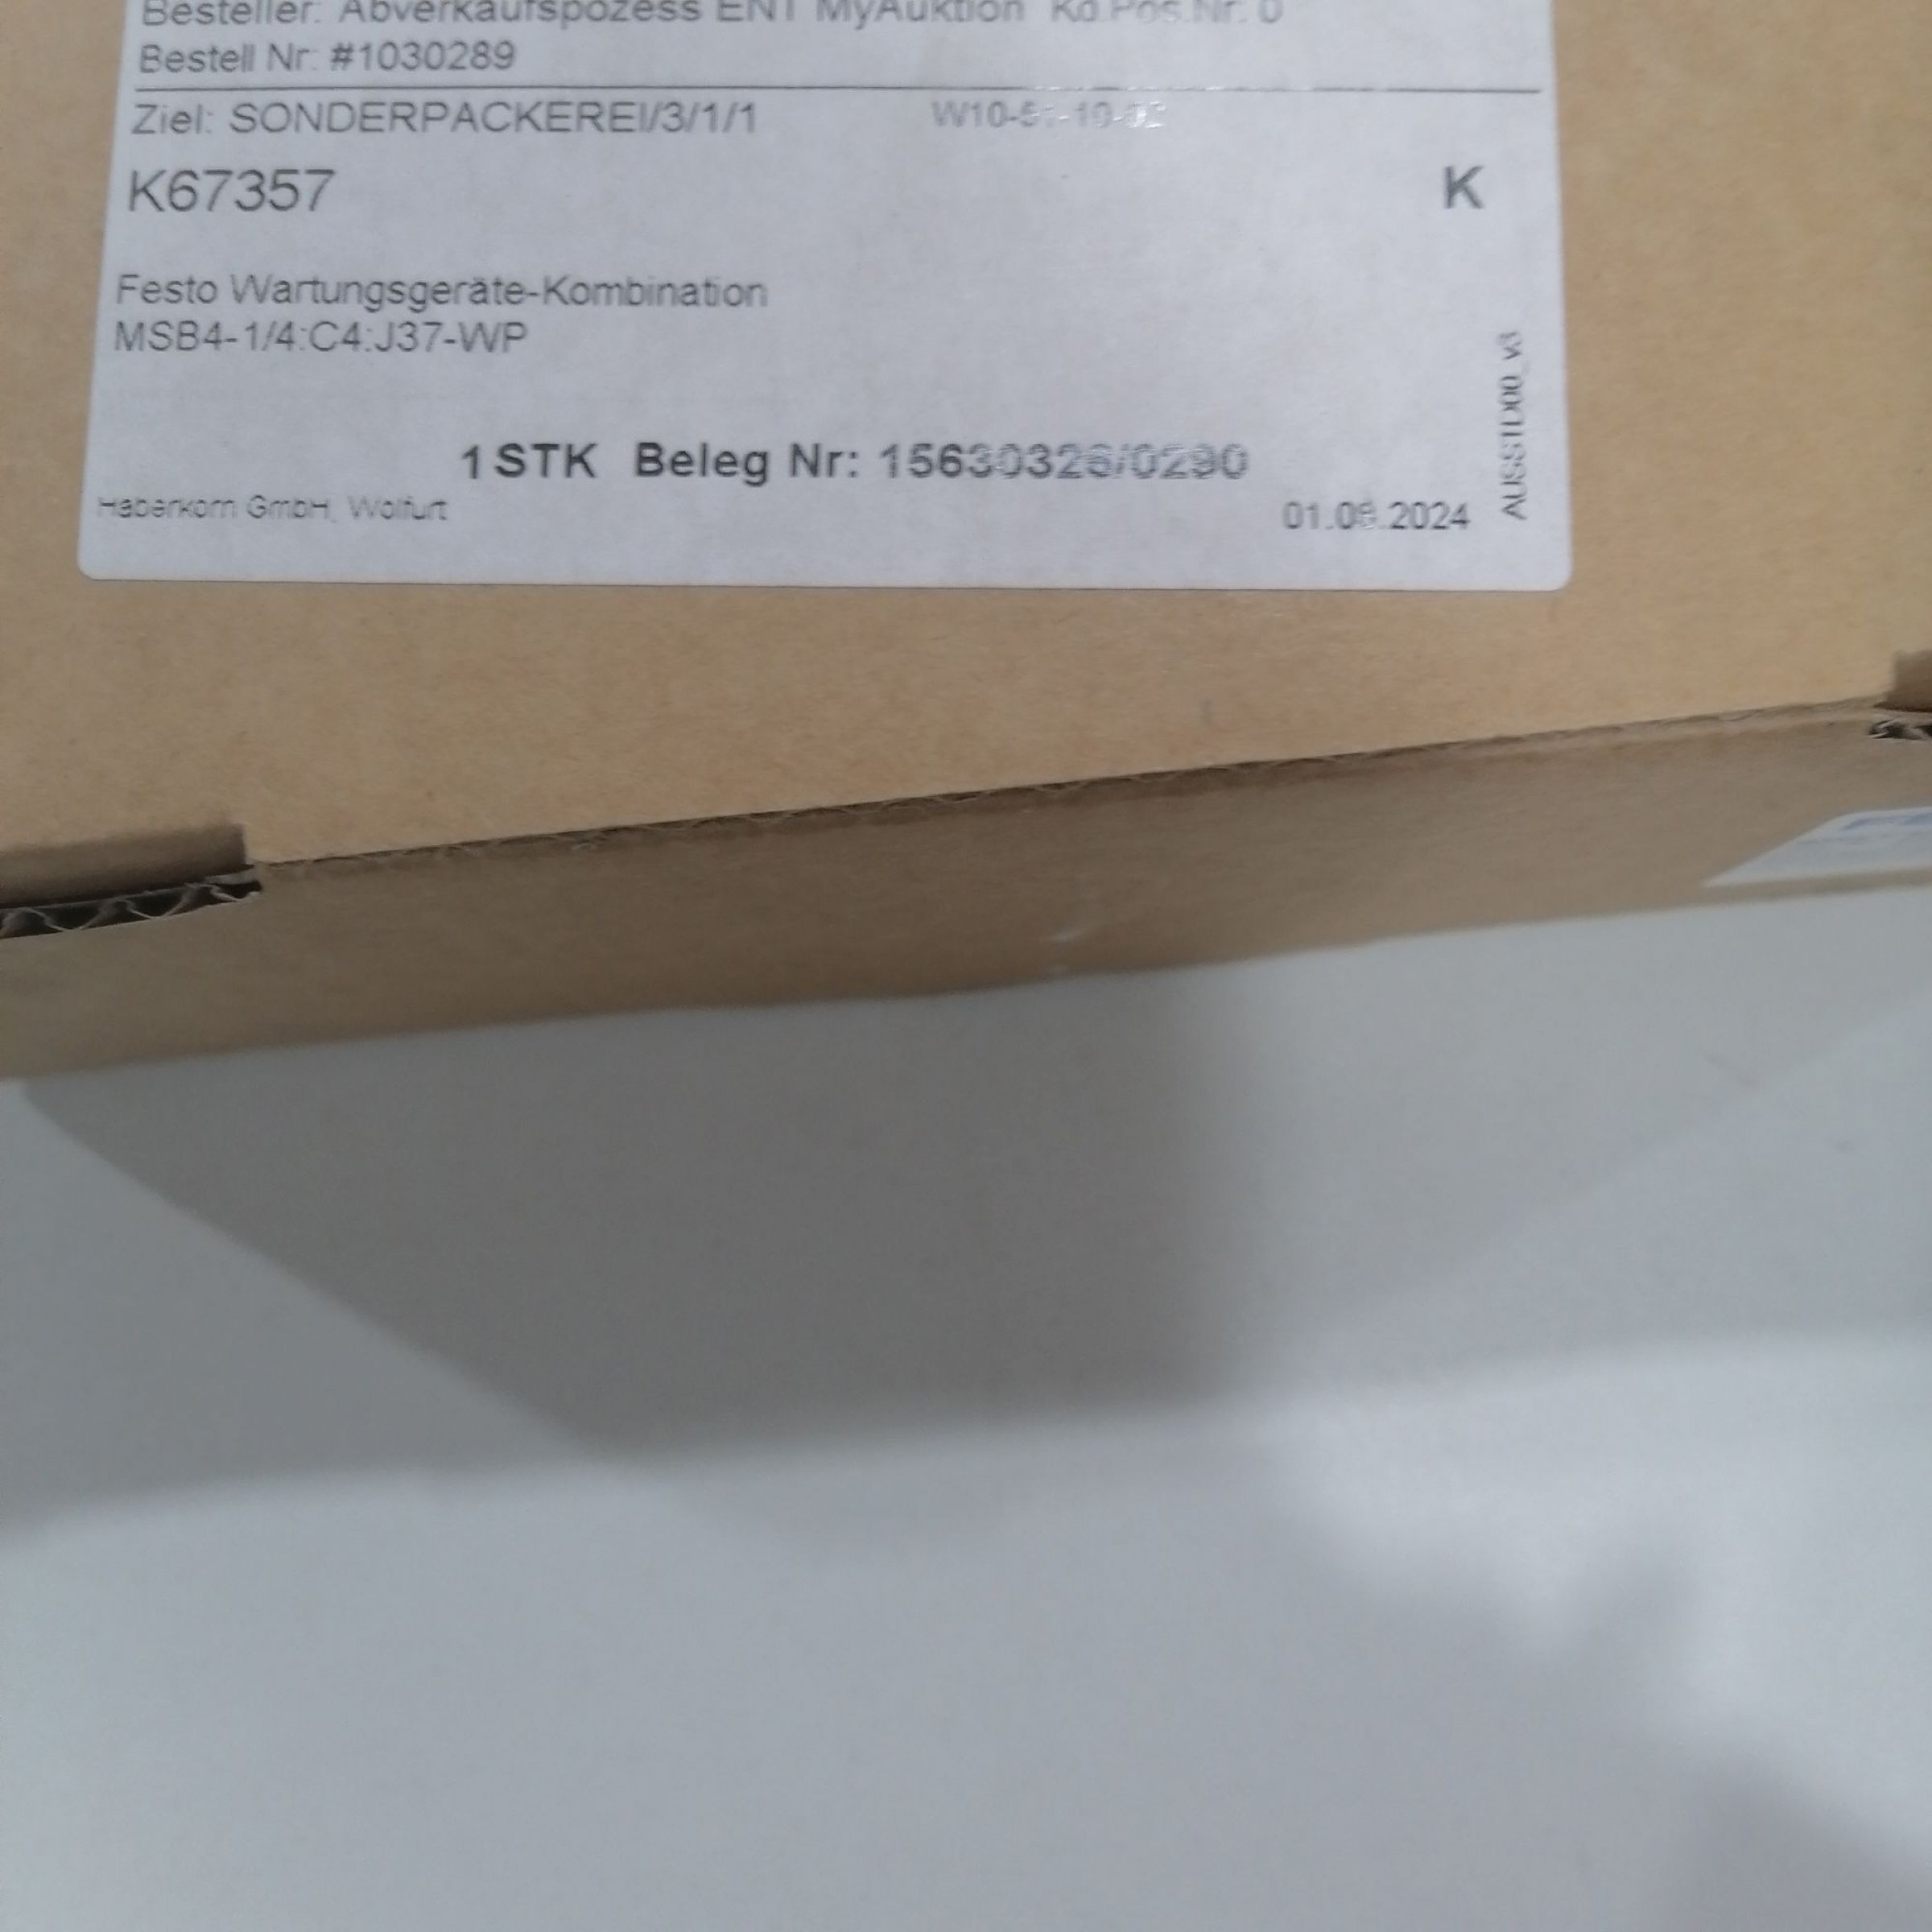 Besteller: Abverkaufspozess ENT MyAuktion Kd.Pos.Nr: 0
Bestell Nr: #1030289
Ziel: SONDERPACKEREI/3/1/1
K67357 K
Festo Wartungsgeräte-Kombination
MSB4-1/4:C4:J37-WP
1 STK Beleg Nr: 15630326/0290
Haberkorn GmbH, Wolfurt
AUSSTD00_v3